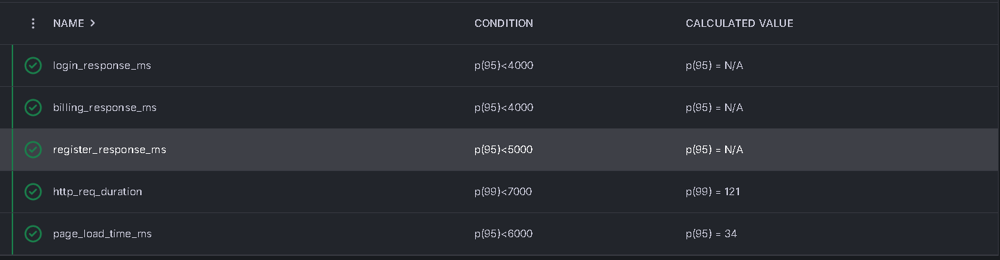 NAME CONDITION CALCULATED VALUE
login_response_ms p(95)<4000 p(95) = N/A
billing_response_ms p(95)<4000 p(95) = N/A
register_response_ms p(95)<5000 p(95) = N/A
http_req_duration p(99)<7000 p(99) = 121
page_load_time_ms p(95)<6000 p(95) = 34